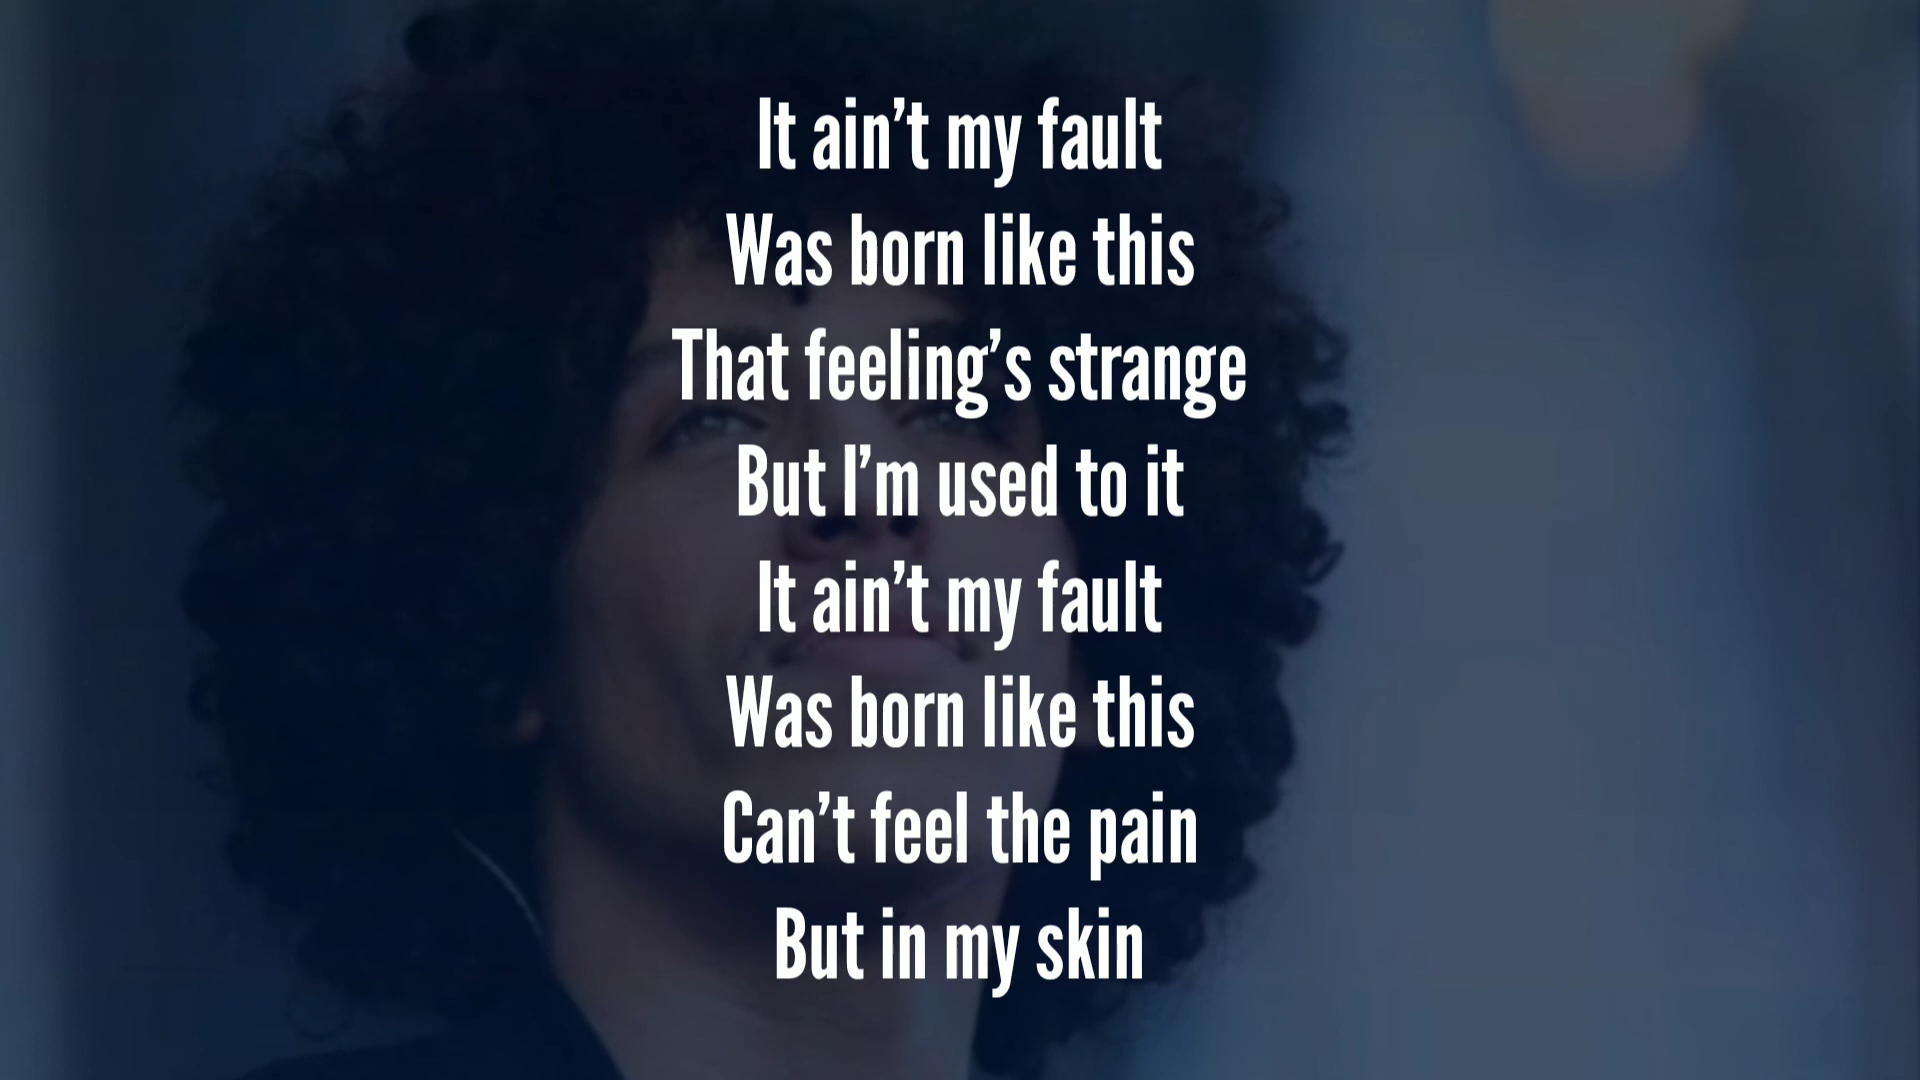 It ain’t my fault
Was born like this
That feeling’s strange
But I’m used to it
It ain’t my fault
Was born like this
Can’t feel the pain
But in my skin